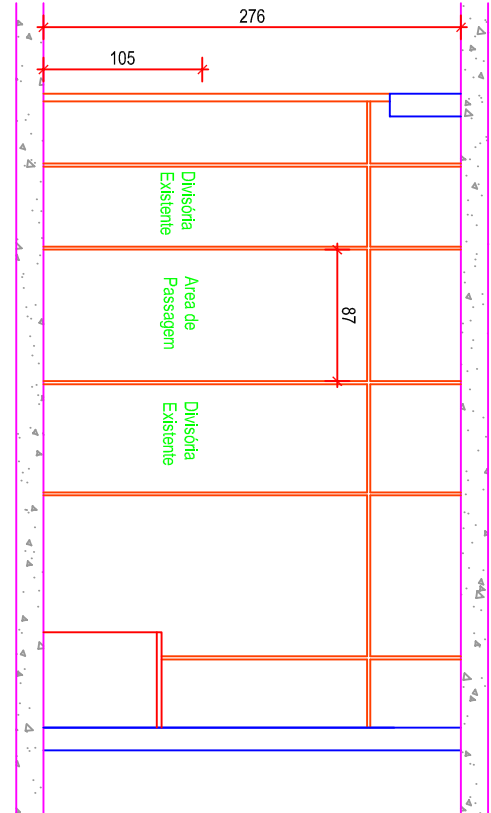 276
105
Divisória
Existente
Area de
Passagem
87
Divisória
Existente